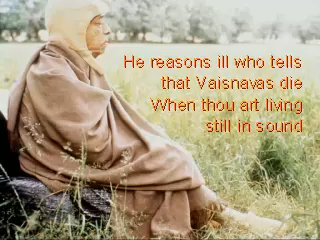 He reasons ill who tells
that Vaisnavas die
When thou art living
still in sound